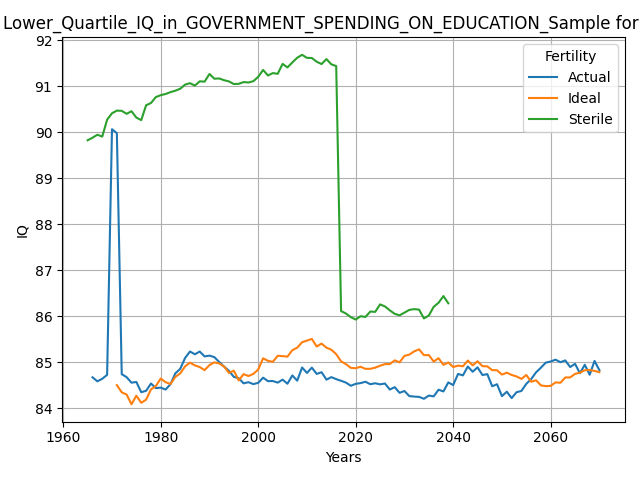 Lower_Quartile_IQ_in_GOVERNMENT_SPENDING_ON_EDUCATION_Sample for
92
91
90
89
88
87
86
85
84
IQ
Fertility
Actual
Ideal
Sterile
1960 1980 2000 2020 2040 2060
Years